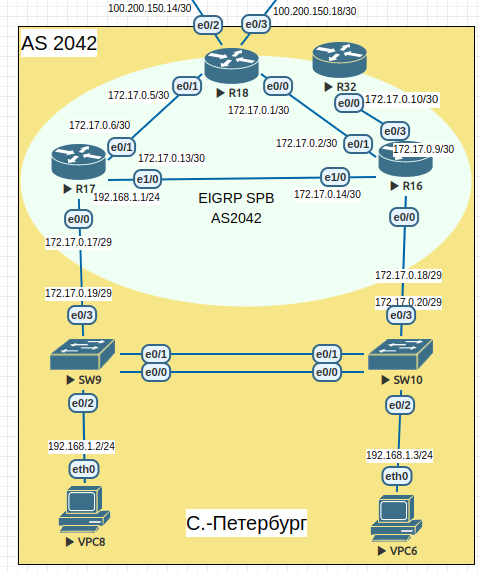 100.200.150.14/30
100.200.150.18/30
e0/2
e0/3
AS 2042
R18
R32
e0/1
e0/0
e0/0
172.17.0.5/30
172.17.0.1/30
172.17.0.10/30
172.17.0.6/30
e0/1
172.17.0.2/30
e0/1
e0/3
172.17.0.9/30
172.17.0.13/30
R17
e1/0
e1/0
R16
192.168.1.1/24
EIGRP SPB
172.17.0.14/30
AS2042
e0/0
e0/0
172.17.0.17/29
172.17.0.18/29
172.17.0.19/29
172.17.0.20/29
e0/3
e0/3
e0/1
e0/1
e0/0
e0/0
SW9
SW10
e0/2
e0/2
192.168.1.2/24
192.168.1.3/24
eth0
eth0
С.-Петербург
VPC8
VPC6